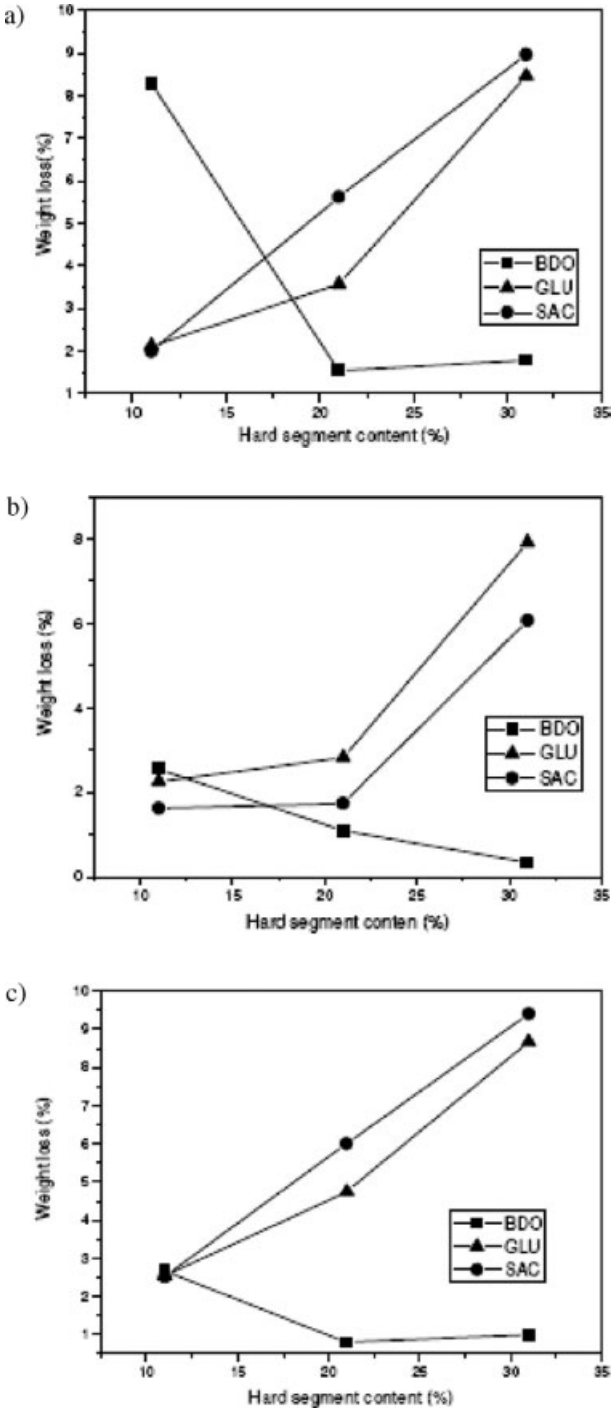 a)
10
9
8
7
6
5
4
3
2
1
Weight loss(%)
BDO
GLU
SAC
10 15 20 25 30 35
Hard segment content (%)
b)
8
6
4
2
0
Weight loss (%)
BDO
GLU
SAC
10 15 20 25 30 35
Hard segment conten (%)
c)
10
9
8
7
6
5
4
3
2
1
Weight loss (%)
BDO
GLU
SAC
10 15 20 25 30 35
Hard segment content (%)